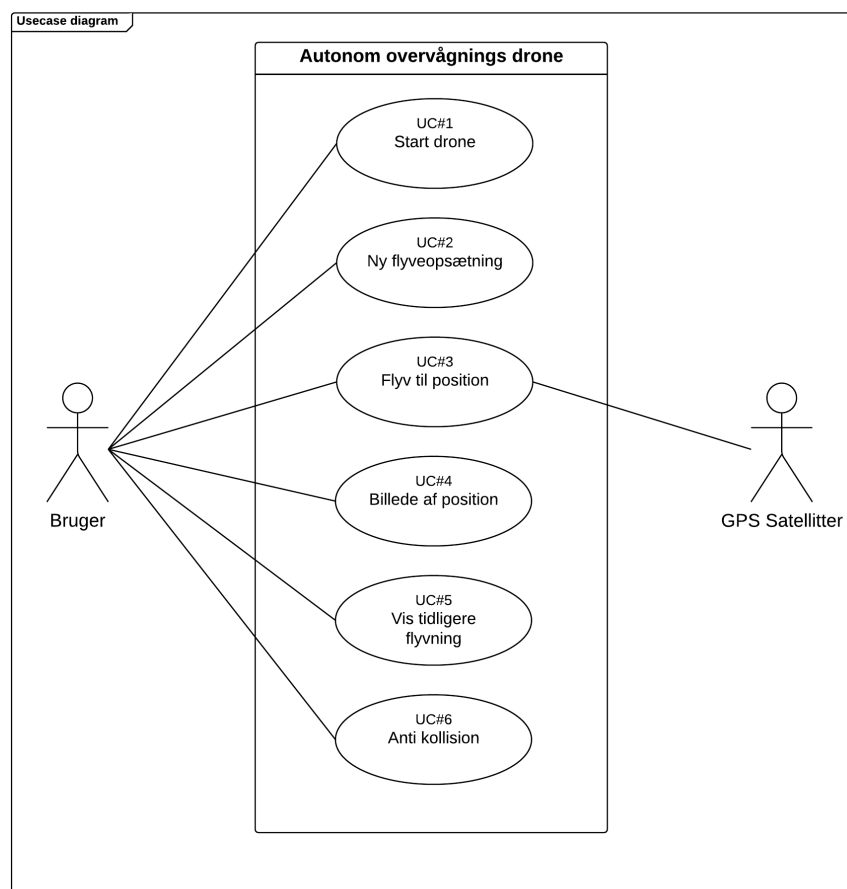 Usecase diagram
Autonom overvågnings drone
UC#1
Start drone
UC#2
Ny flyveopsætning
UC#3
Flyv til position
UC#4
Billede af position
Bruger
GPS Satellitter
UC#5
Vis tidligere
flyvning
UC#6
Anti kollision